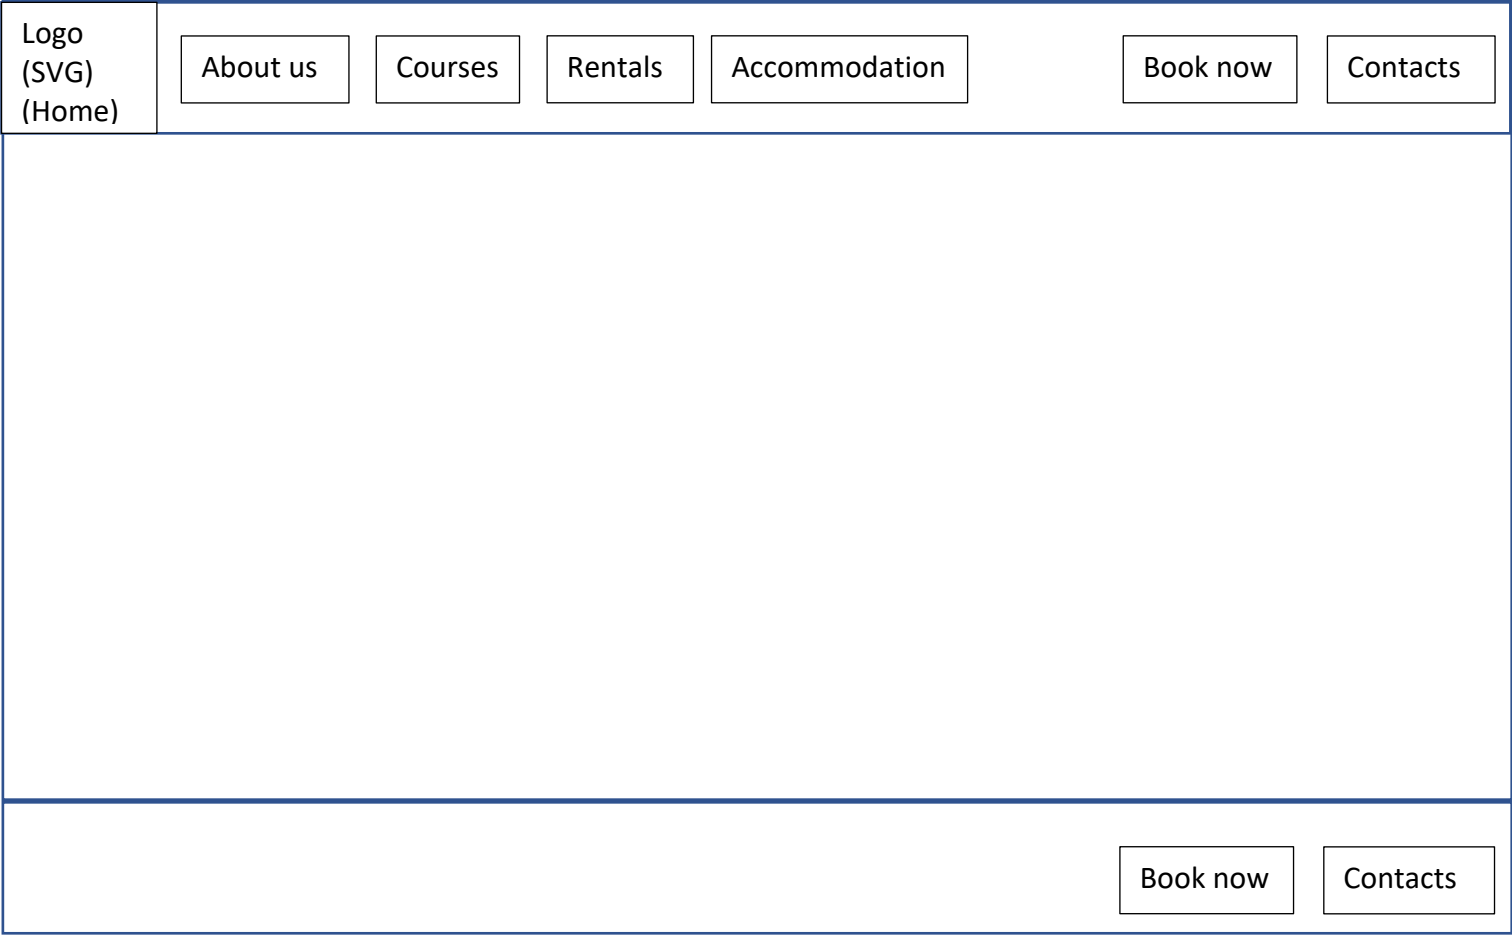 Logo
(SVG)
(Home)
About us
Courses
Rentals
Accommodation
Book now
Contacts
Book now
Contacts